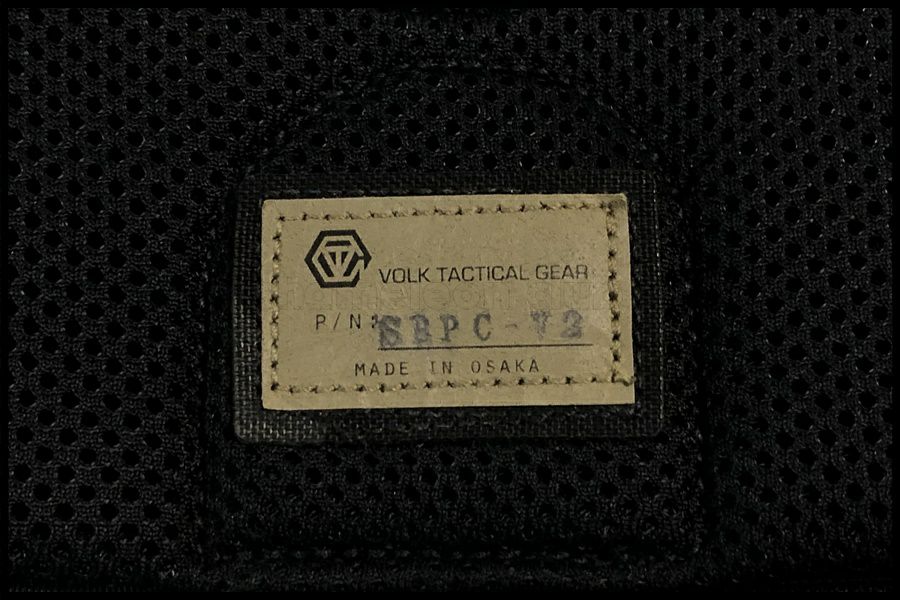 VOLK TACTICAL GEAR
P/N: SBPC-V2
MADE IN OSAKA